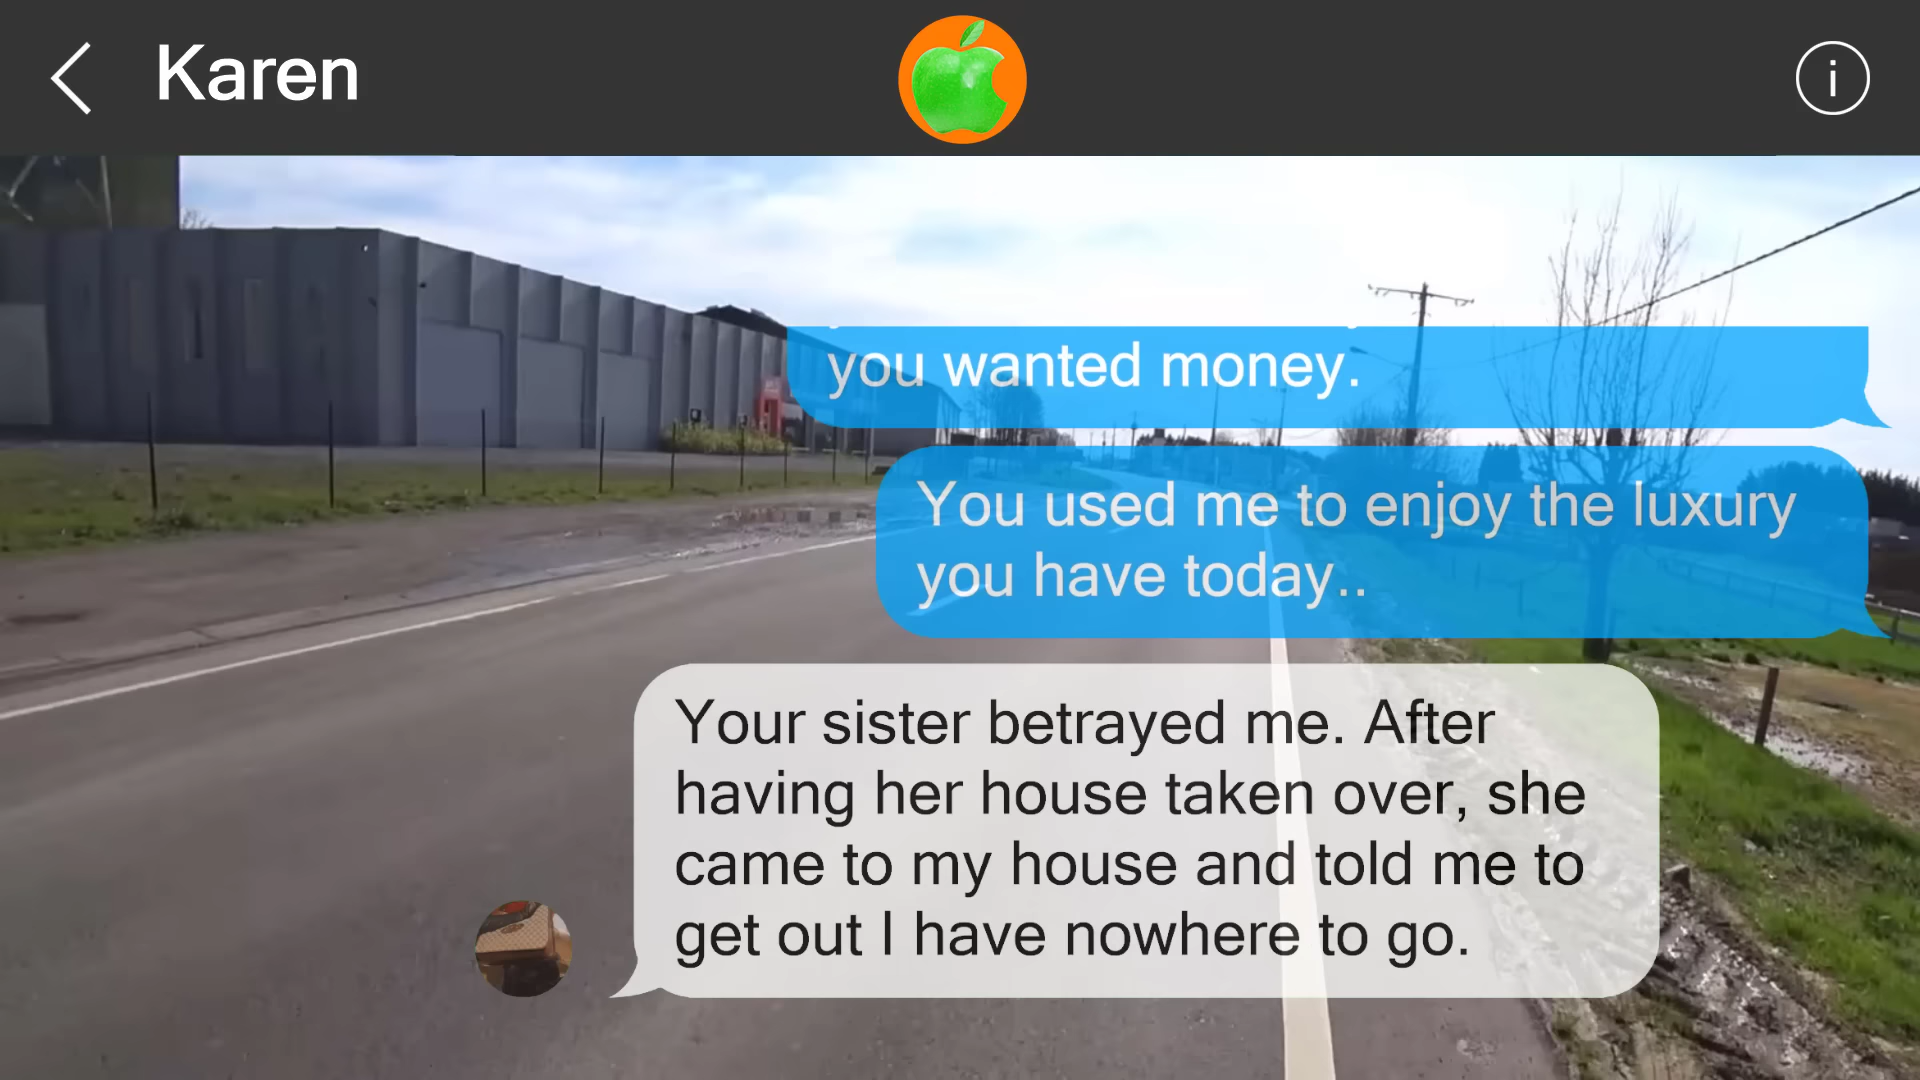 Karen
i
you wanted money.
You used me to enjoy the luxury
you have today..
Your sister betrayed me. After
having her house taken over, she
came to my house and told me to
get out I have nowhere to go.